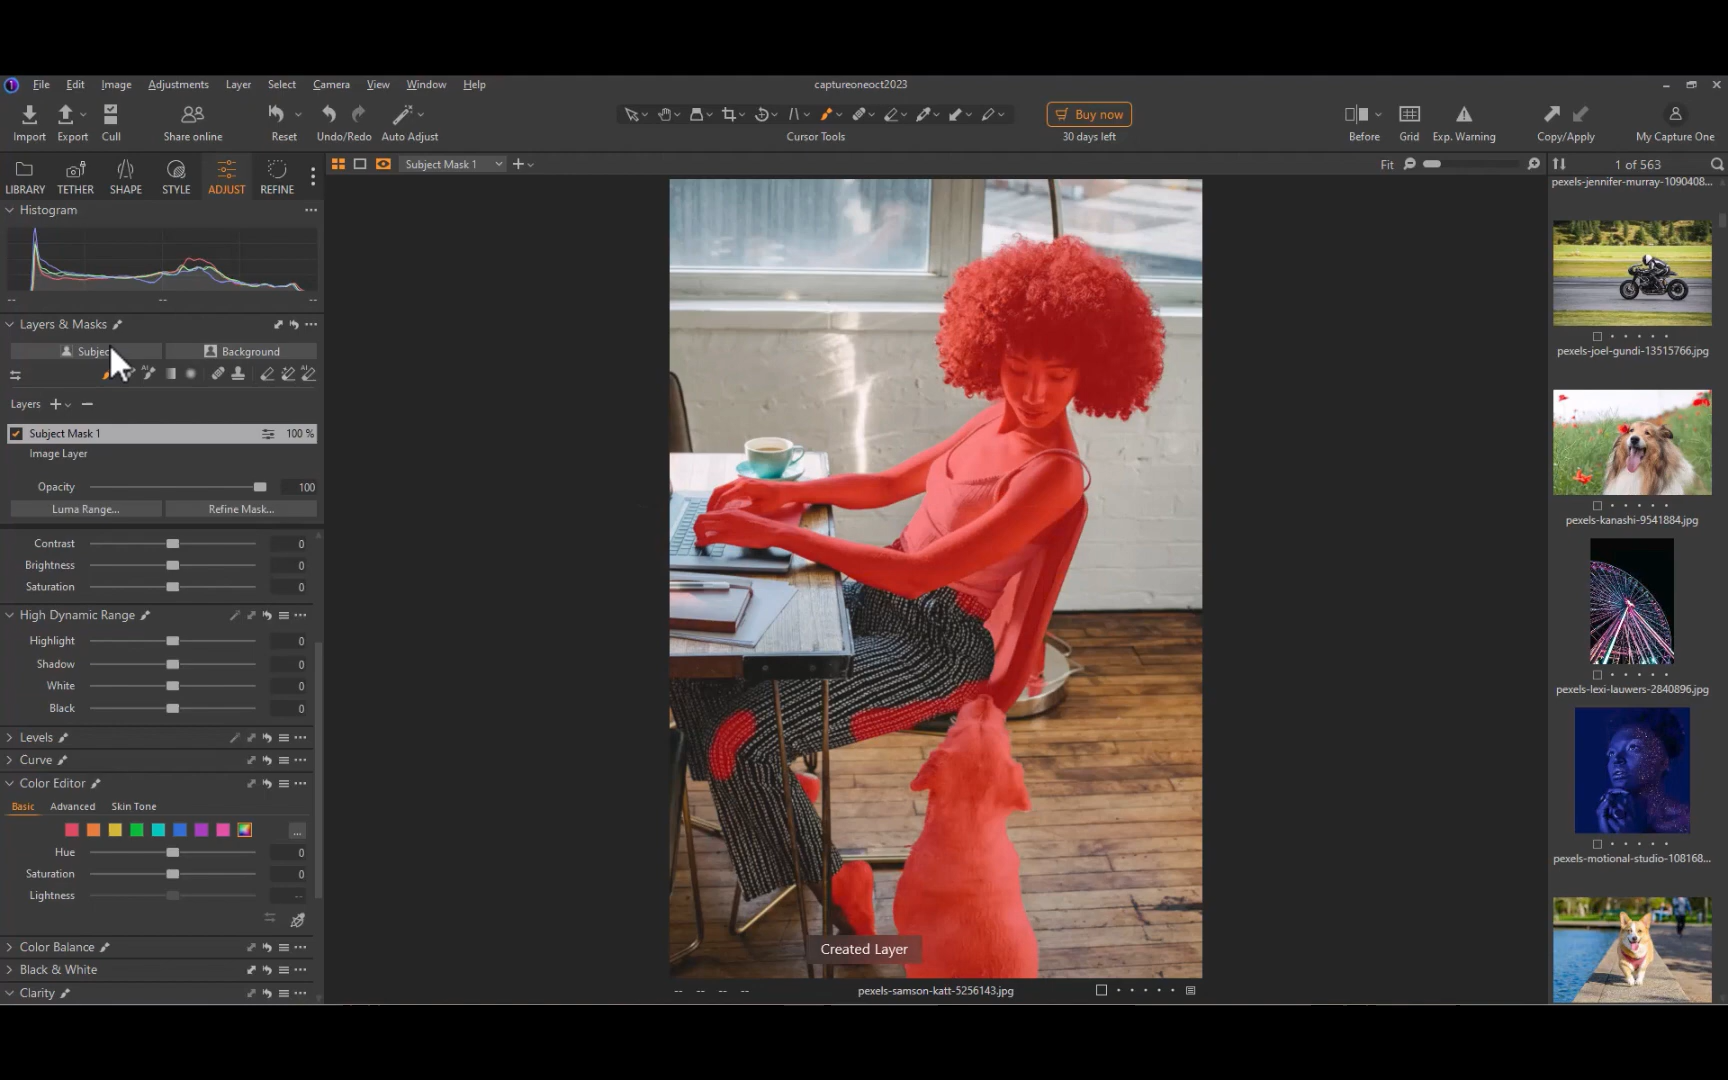 File Edit Image Adjustments Layer Select Camera View Window Help
captureoneoct2023
Import Export Cull Share online Reset Undo/Redo Auto Adjust
Cursor Tools
Buy now
30 days left
Before Grid Exp. Warning Copy/Apply My Capture One
LIBRARY TETHER SHAPE STYLE ADJUST REFINE
Subject Mask 1
Fit
1 of 563
Histogram
-- -- --
Layers & Masks
Subjec Background
Layers
Subject Mask 1 100 %
Image Layer
Opacity 100
Luma Range... Refine Mask...
Contrast 0
Brightness 0
Saturation 0
High Dynamic Range
Highlight 0
Shadow 0
White 0
Black 0
Levels
Curve
Color Editor
Basic Advanced Skin Tone
...
Hue 0
Saturation 0
Lightness --
Color Balance
Black & White
Clarity
Created Layer
-- -- -- --
pexels-samson-katt-5256143.jpg
pexels-jennifer-murray-1090408...
pexels-joel-gundi-13515766.jpg
pexels-kanashi-9541884.jpg
pexels-lexi-lauwers-2840896.jpg
pexels-motional-studio-108168...